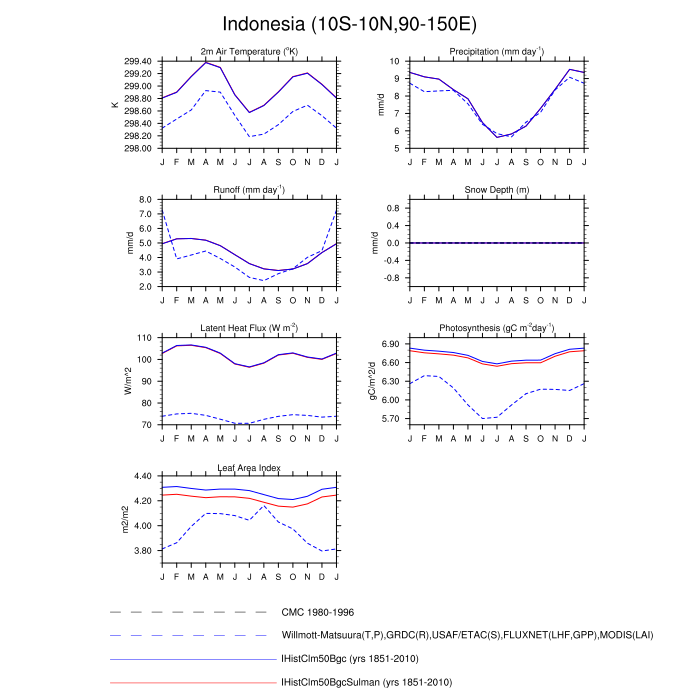 Indonesia (10S-10N,90-150E)
2m Air Temperature (°K)
Precipitation (mm day⁻¹)
299.40
299.20
299.00
298.80
298.60
298.40
298.20
298.00
K
J F M A M J J A S O N D J
10
9
8
7
6
5
mm/d
J F M A M J J A S O N D J
Runoff (mm day⁻¹)
Snow Depth (m)
8.0
7.0
6.0
5.0
4.0
3.0
2.0
mm/d
J F M A M J J A S O N D J
0.8
0.4
0.0
-0.4
-0.8
mm/d
J F M A M J J A S O N D J
Latent Heat Flux (W m⁻²)
Photosynthesis (gC m⁻²day⁻¹)
110
100
90
80
70
W/m^2
J F M A M J J A S O N D J
6.90
6.60
6.30
6.00
5.70
gC/m^2/d
J F M A M J J A S O N D J
Leaf Area Index
4.40
4.20
4.00
3.80
m2/m2
J F M A M J J A S O N D J
CMC 1980-1996
Willmott-Matsuura(T,P),GRDC(R),USAF/ETAC(S),FLUXNET(LHF,GPP),MODIS(LAI)
IHistClm50Bgc (yrs 1851-2010)
IHistClm50BgcSulman (yrs 1851-2010)